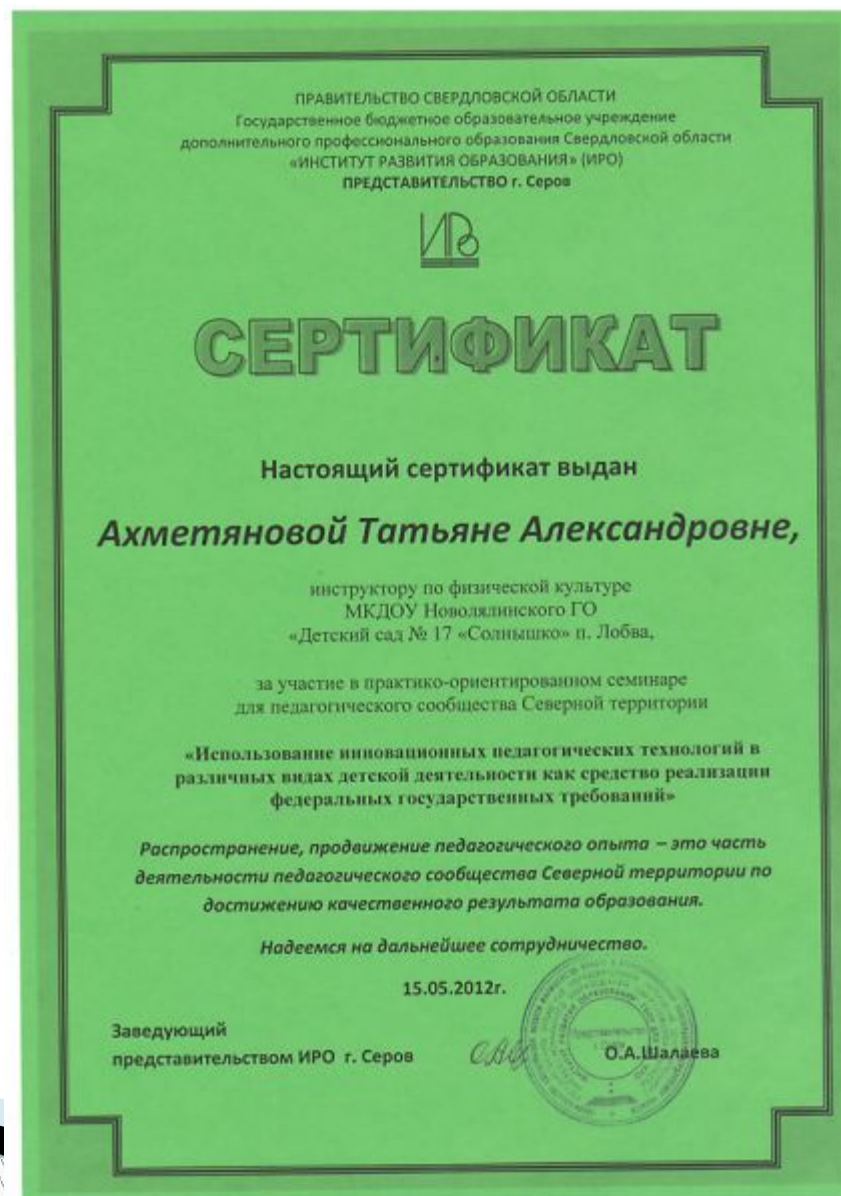 ПРАВИТЕЛЬСТВО СВЕРДЛОВСКОЙ ОБЛАСТИ
Государственное бюджетное образовательное учреждение
дополнительного профессионального образования Свердловской области
«ИНСТИТУТ РАЗВИТИЯ ОБРАЗОВАНИЯ» (ИРО)
ПРЕДСТАВИТЕЛЬСТВО г. Серов
ИРО
СЕРТИФИКАТ
Настоящий сертификат выдан
Ахметяновой Татьяне Александровне,
инструктору по физической культуре
МКДОУ Новолялинского ГО
«Детский сад № 17 «Солнышко» п. Лобва,
за участие в практико-ориентированном семинаре
для педагогического сообщества Северной территории
«Использование инновационных педагогических технологий в
различных видах детской деятельности как средство реализации
федеральных государственных требований»
Распространение, продвижение педагогического опыта – это часть
деятельности педагогического сообщества Северной территории по
достижению качественного результата образования.
Надеемся на дальнейшее сотрудничество.
15.05.2012г.
Заведующий
представительством ИРО г. Серов
О.А.Шалаева